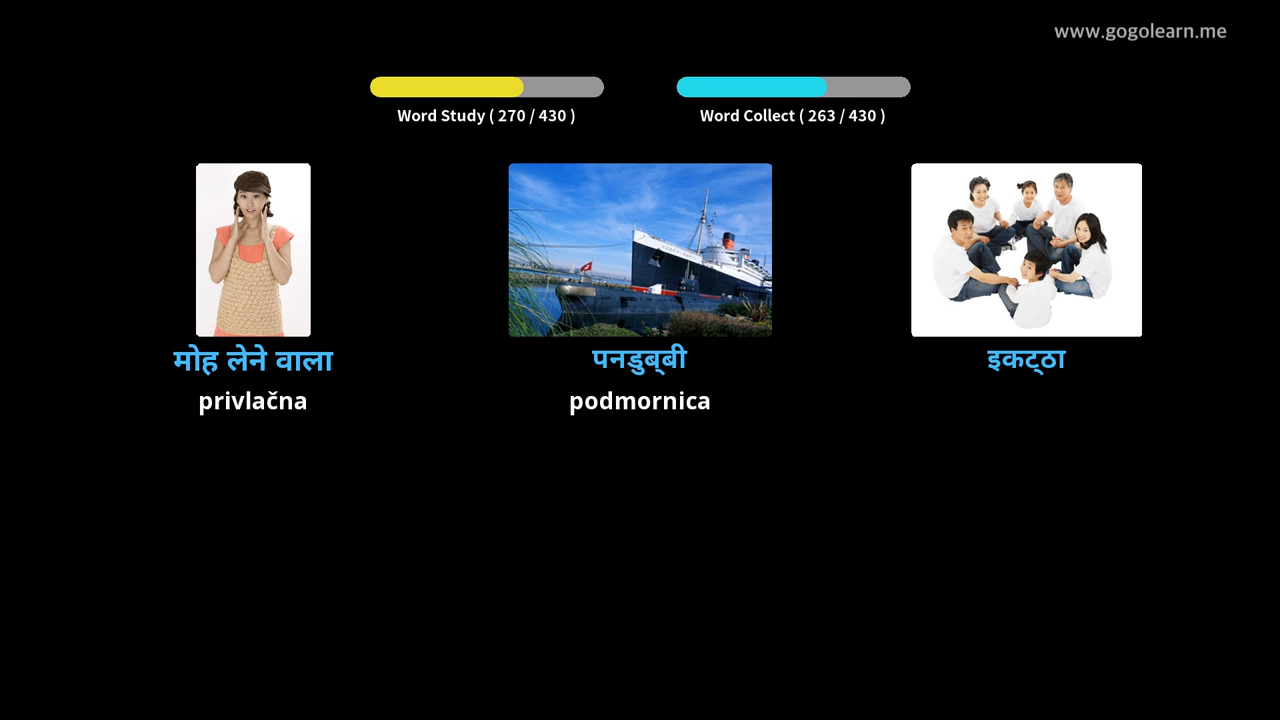 www.gogolearn.me
Word Study ( 270 / 430 )
Word Collect ( 263 / 430 )
मोह लेने वाला
पनडुब्बी
इकट्ठा
privlačna
podmornica